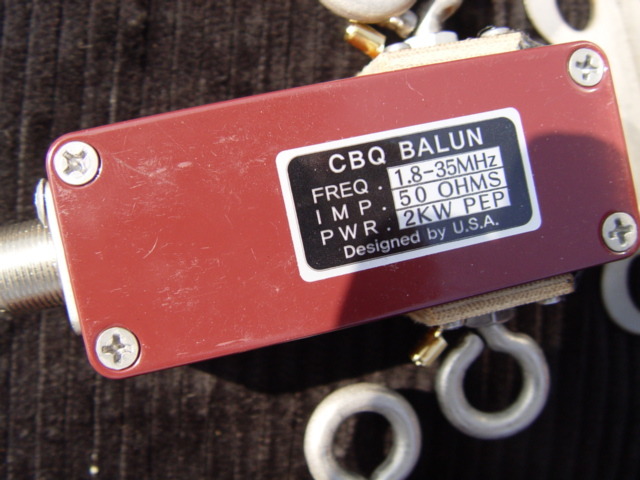 CBQ BALUN
FREQ. 1.8-35MHz
IMP. 50 OHMS
PWR. 2KW PEP
Designed by U.S.A.